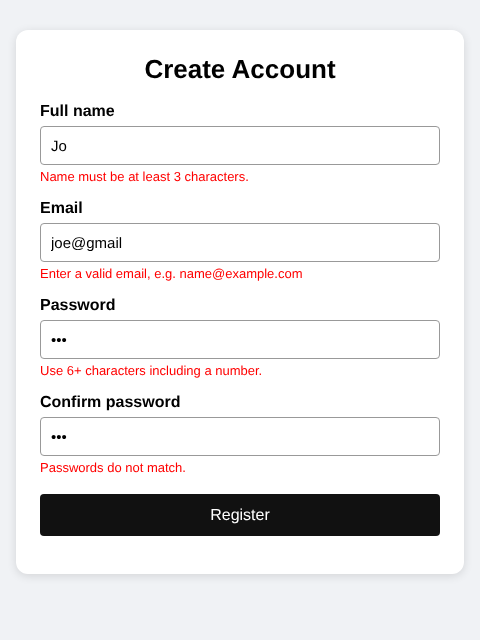 Create Account
Full name
Jo
Name must be at least 3 characters.
Email
joe@gmail
Enter a valid email, e.g. name@example.com
Password
•••
Use 6+ characters including a number.
Confirm password
•••
Passwords do not match.
Register